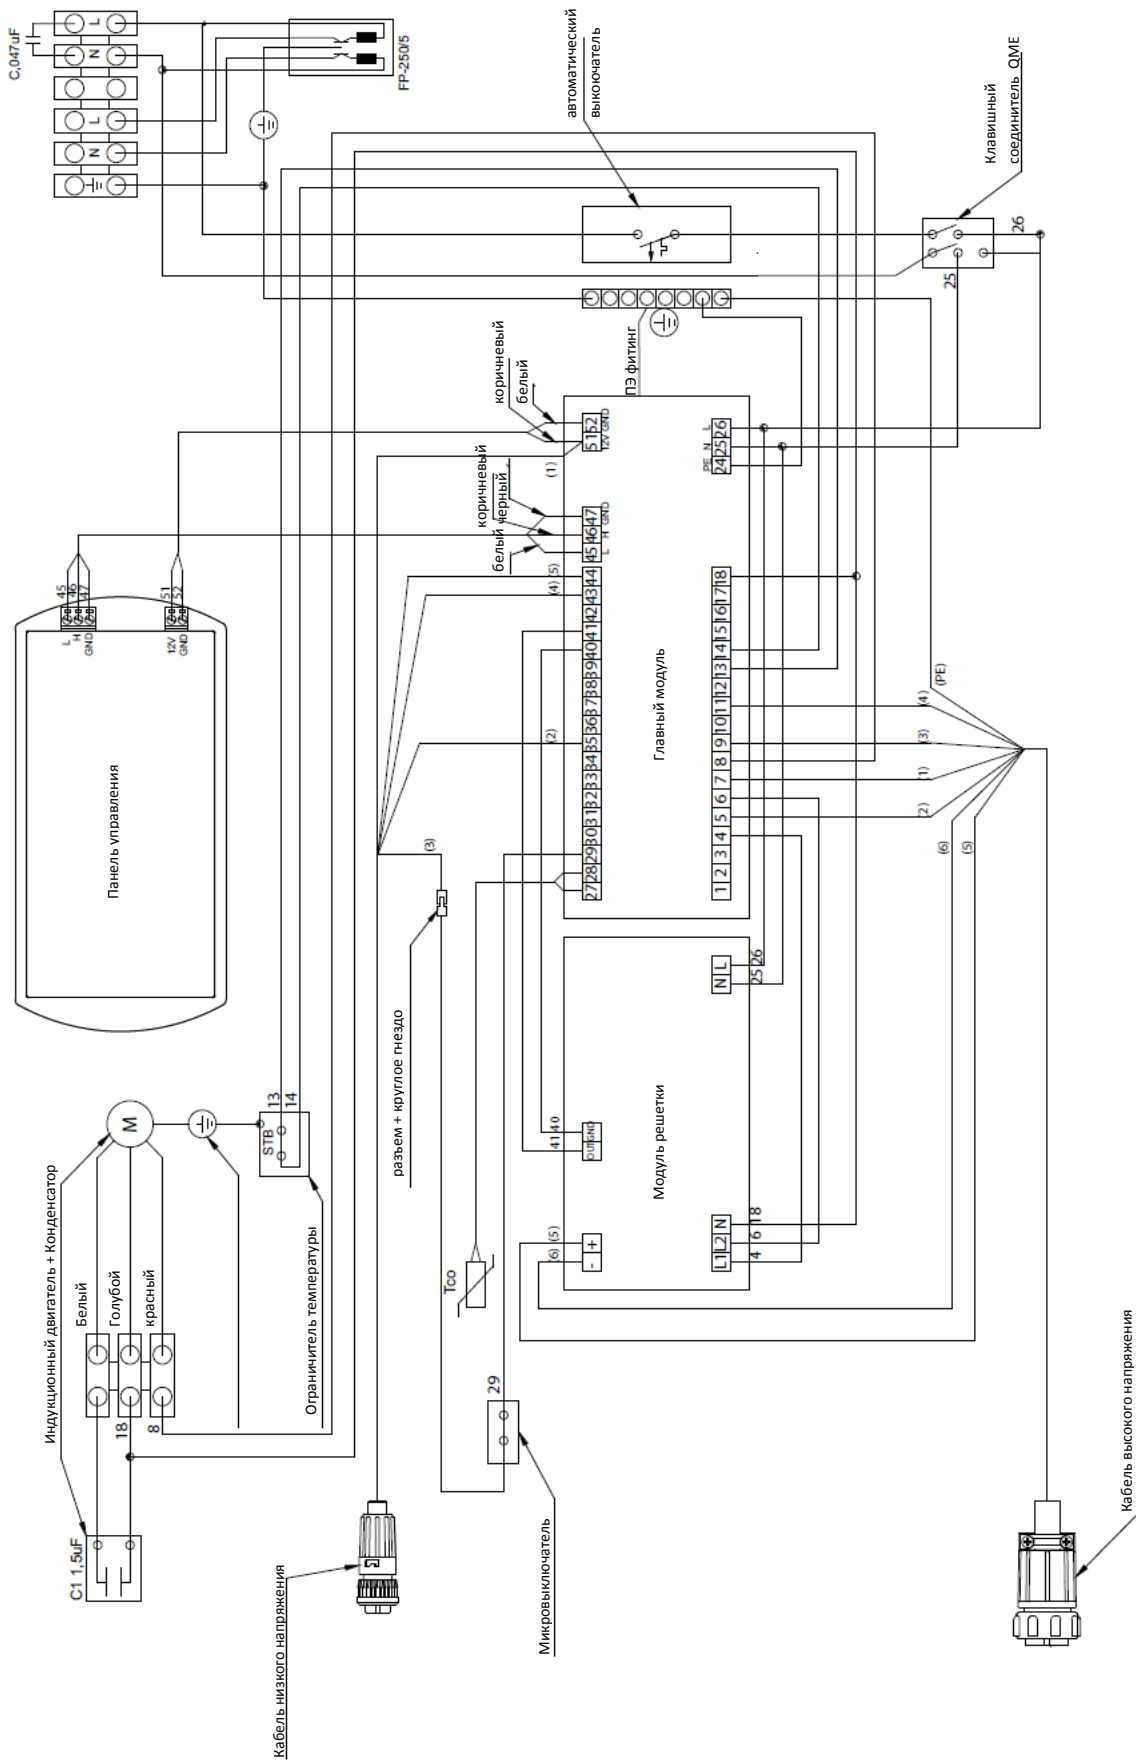 C,047uF
L
N
L
N
FP-250/5
автоматический
выкоючатель
Клавишный
соединитель QME
26
25
ПЭ фитинг
коричневый
белый
51 52
12V GND
(1)
L
N
PE
24 25 26
коричневый
черный
белый
45 46 47
L H GND
(5)
(4)
(2)
27 28 29 30 31 32 33 34 35 36 37 38 39 40 41 42 43 44
1 2 3 4 5 6 7 8 9 10 11 12 13 14 15 16 17 18
Главный модуль
(PE)
(4)
(3)
(1)
(2)
(6)
(5)
45
46
47
L
H
GND
51
52
12V
GND
Панель управления
(3)
разъем + круглое гнездо
N L
25 26
Модуль решетки
41 40
OUT GND
(6) (5)
- +
L1 L2 N
4 6 18
Tco
29
Микровыключатель
M
Индукционный двигатель + Конденсатор
Белый
Голубой
красный
18
8
C1 1,5uF
STB
13
14
Ограничитель температуры
Кабель низкого напряжения
Кабель высокого напряжения